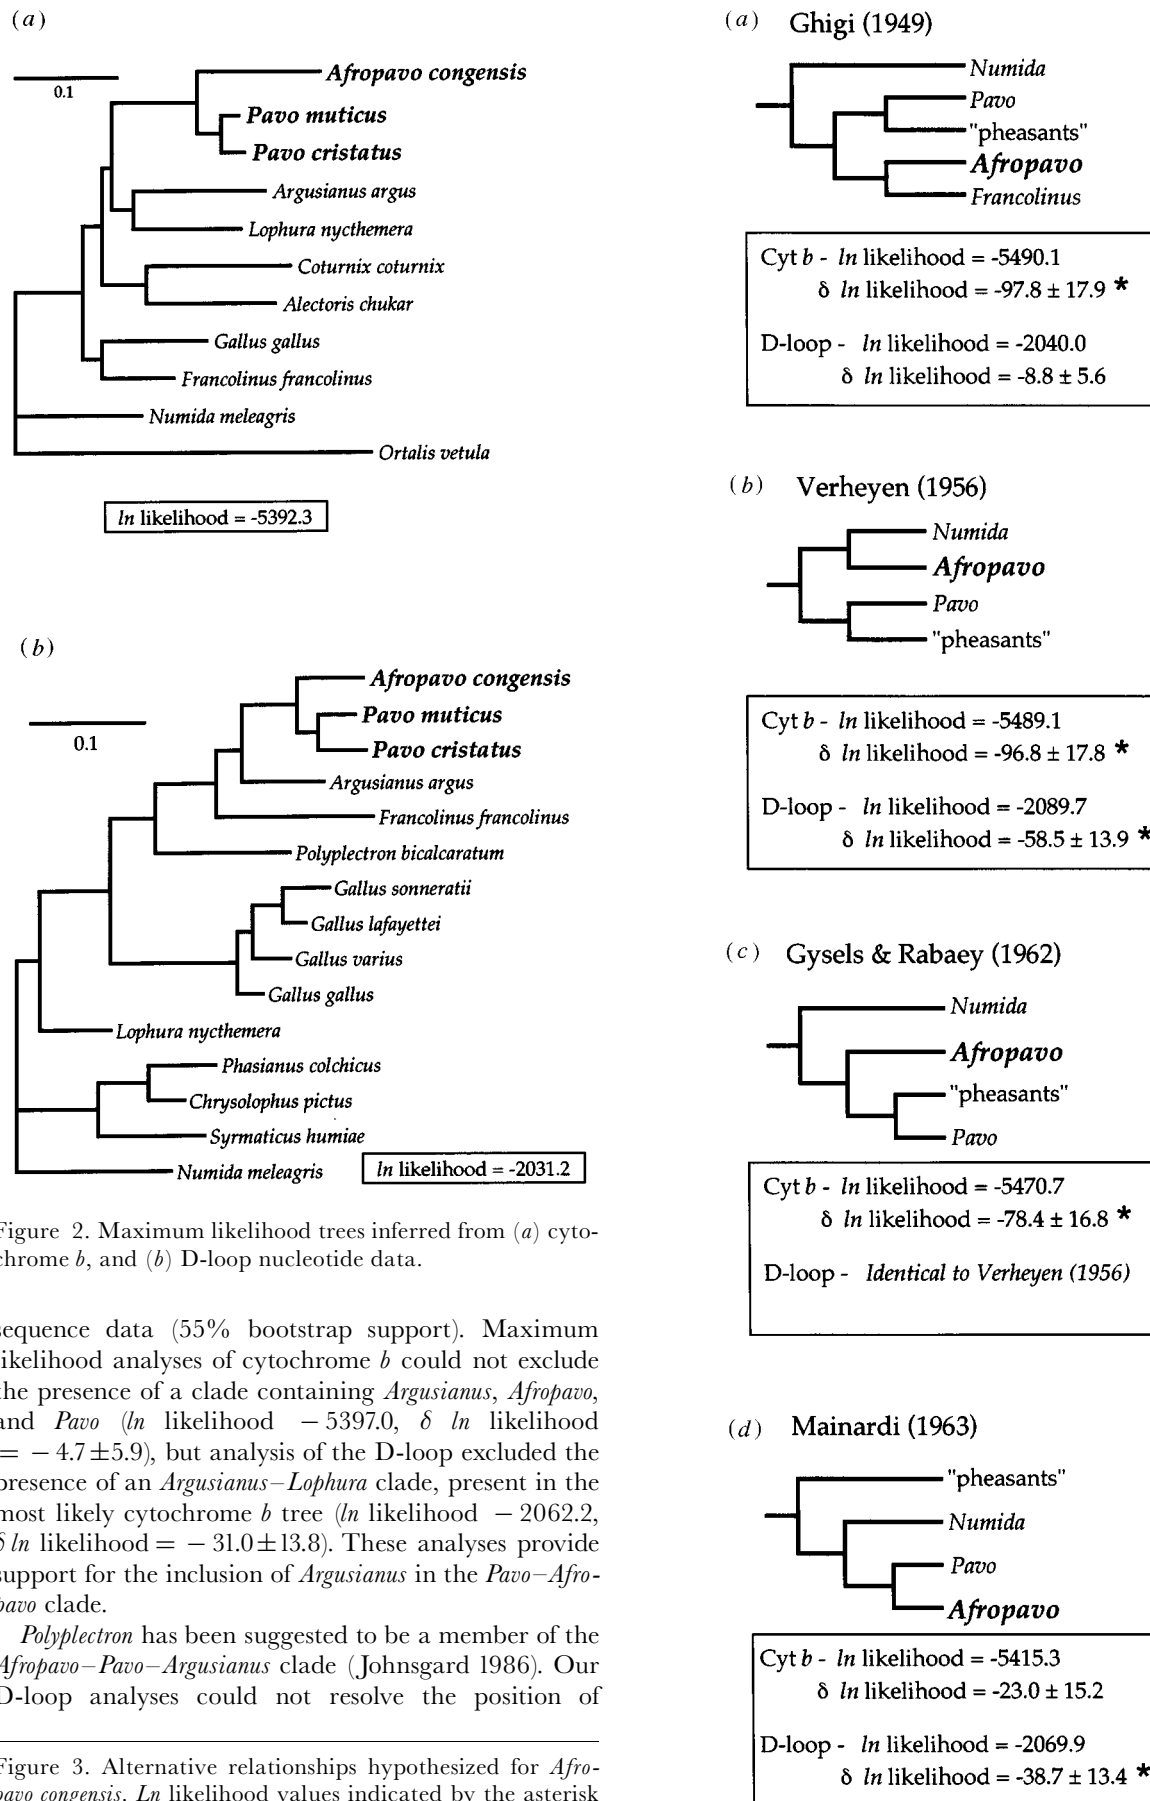 (a)
0.1
Afropavo congensis
Pavo muticus
Pavo cristatus
Argusianus argus
Lophura nycthemera
Coturnix coturnix
Alectoris chukar
Gallus gallus
Francolinus francolinus
Numida meleagris
Ortalis vetula
ln likelihood = -5392.3
(b)
0.1
Afropavo congensis
Pavo muticus
Pavo cristatus
Argusianus argus
Francolinus francolinus
Polyplectron bicalcaratum
Gallus sonneratii
Gallus lafayettei
Gallus varius
Gallus gallus
Lophura nycthemera
Phasianus colchicus
Chrysolophus pictus
Syrmaticus humiae
Numida meleagris
ln likelihood = -2031.2
Figure 2. Maximum likelihood trees inferred from (a) cyto-
chrome b, and (b) D-loop nucleotide data.
sequence data (55% bootstrap support). Maximum
likelihood analyses of cytochrome b could not exclude
the presence of a clade containing Argusianus, Afropavo,
and Pavo (ln likelihood −5397.0, δ ln likelihood
= −4.7±5.9), but analysis of the D-loop excluded the
presence of an Argusianus–Lophura clade, present in the
most likely cytochrome b tree (ln likelihood −2062.2,
δ ln likelihood = −31.0±13.8). These analyses provide
support for the inclusion of Argusianus in the Pavo–Afro-
pavo clade.
Polyplectron has been suggested to be a member of the
Afropavo–Pavo–Argusianus clade (Johnsgard 1986). Our
D-loop analyses could not resolve the position of
Figure 3. Alternative relationships hypothesized for Afro-
pavo congensis. Ln likelihood values indicated by the asterisk
(a) Ghigi (1949)
Numida
Pavo
"pheasants"
Afropavo
Francolinus
Cyt b - ln likelihood = -5490.1
δ ln likelihood = -97.8 ± 17.9 *
D-loop - ln likelihood = -2040.0
δ ln likelihood = -8.8 ± 5.6
(b) Verheyen (1956)
Numida
Afropavo
Pavo
"pheasants"
Cyt b - ln likelihood = -5489.1
δ ln likelihood = -96.8 ± 17.8 *
D-loop - ln likelihood = -2089.7
δ ln likelihood = -58.5 ± 13.9 *
(c) Gysels & Rabaey (1962)
Numida
Afropavo
"pheasants"
Pavo
Cyt b - ln likelihood = -5470.7
δ ln likelihood = -78.4 ± 16.8 *
D-loop - Identical to Verheyen (1956)
(d) Mainardi (1963)
"pheasants"
Numida
Pavo
Afropavo
Cyt b - ln likelihood = -5415.3
δ ln likelihood = -23.0 ± 15.2
D-loop - ln likelihood = -2069.9
δ ln likelihood = -38.7 ± 13.4 *